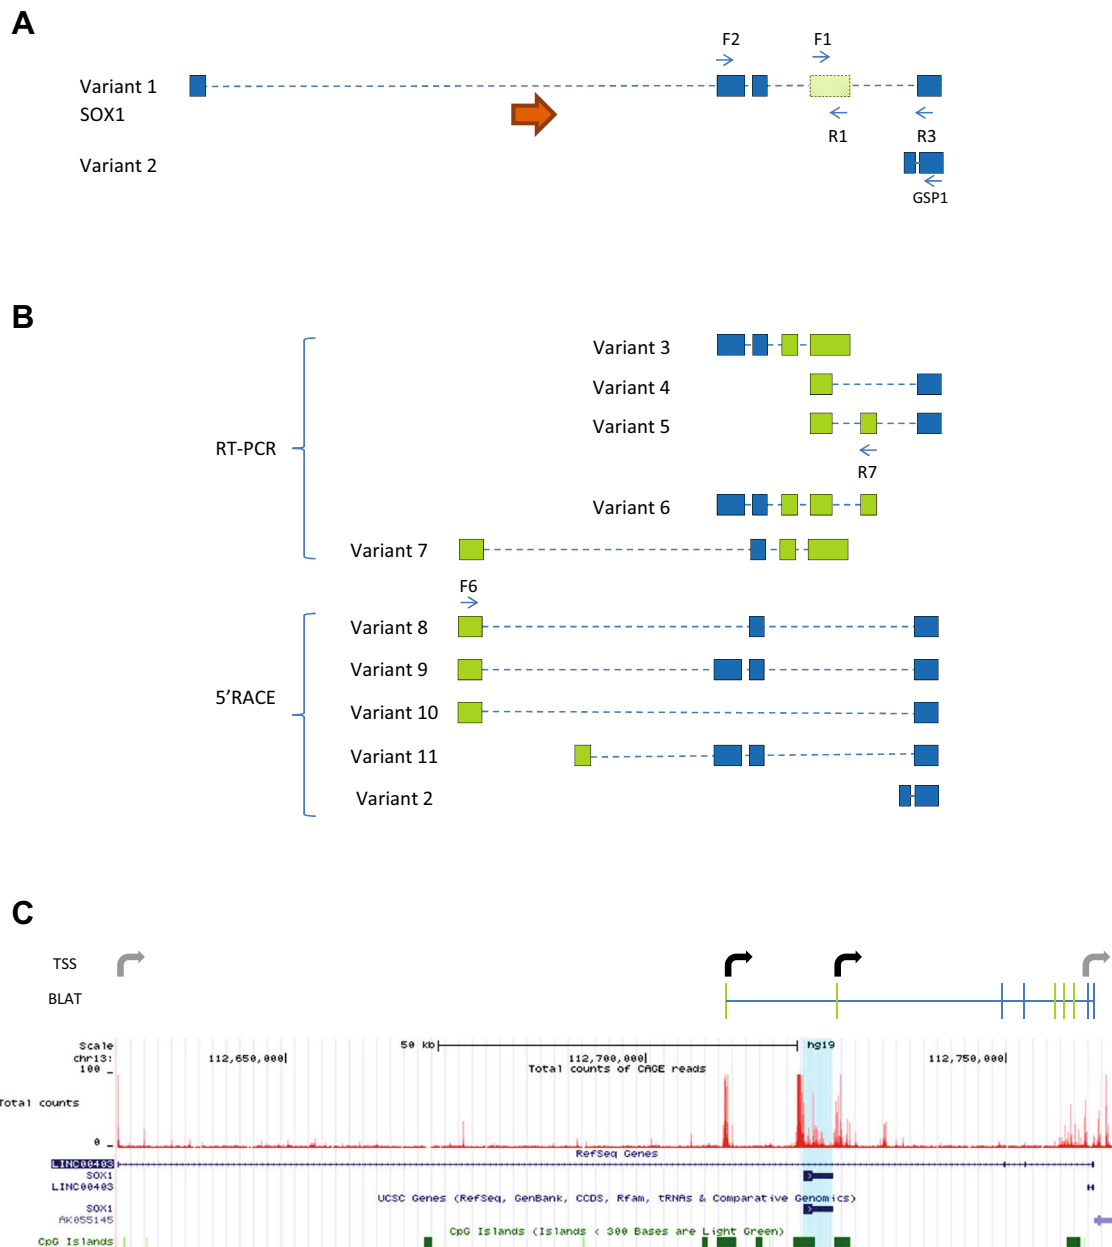 A
F2
F1
Variant 1
SOX1
R1
R3
Variant 2
GSP1
B
Variant 3
Variant 4
Variant 5
RT-PCR
R7
Variant 6
Variant 7
F6
Variant 8
Variant 9
5’RACE
Variant 10
Variant 11
Variant 2
C
TSS
BLAT
Scale
50 kb
hg19
chr13:
112,650,000
112,700,000
112,750,000
100
Total counts of CAGE reads
Total counts
0
RefSeq Genes
LINC00403
SOX1
LINC00403
UCSC Genes (RefSeq, GenBank, CCDS, Rfam, tRNAs & Comparative Genomics)
SOX1
AK055145
CpG Islands (Islands < 300 Bases are Light Green)
CpG Islands